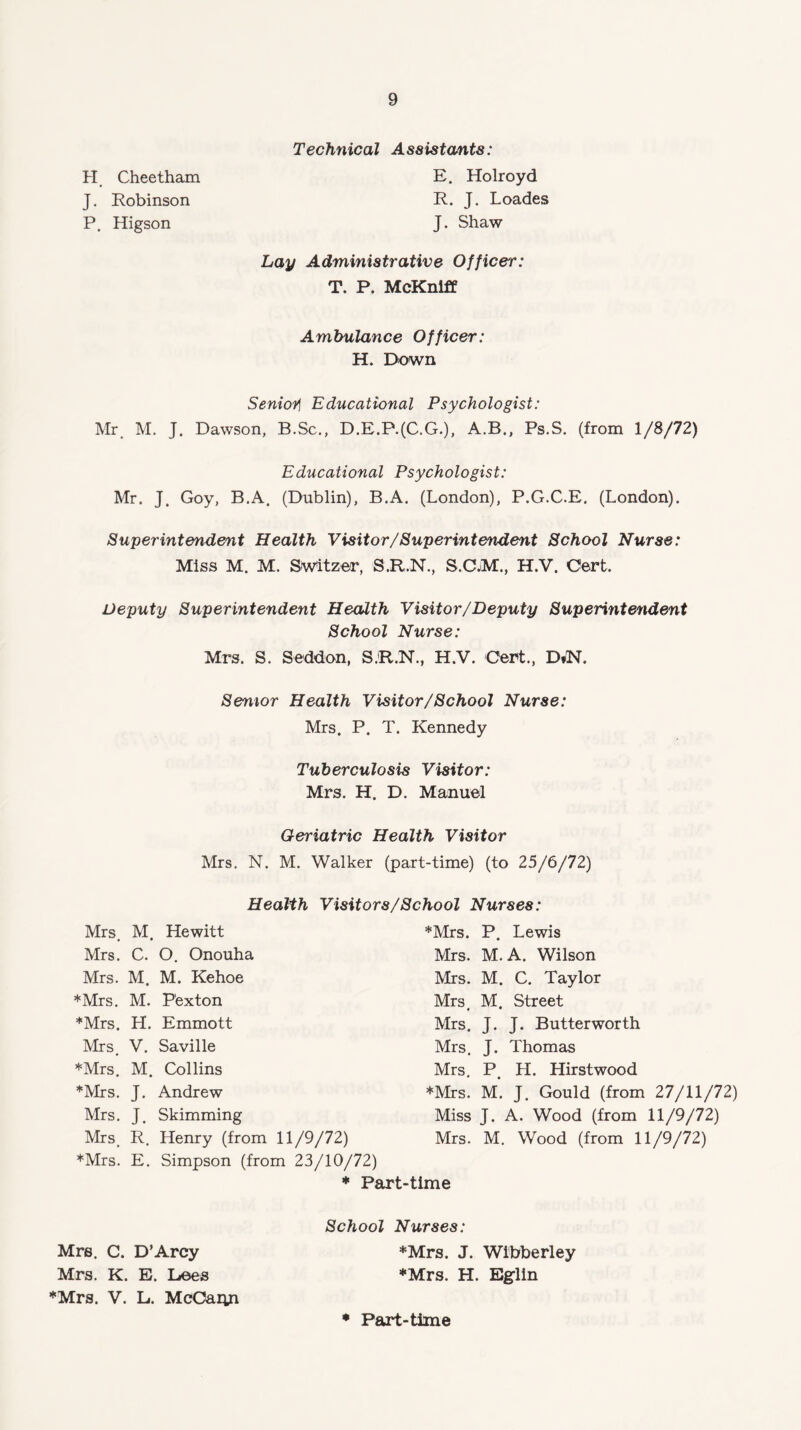 9
Technical Assistants:
H. Cheetham E. Holroyd
J. Robinson R. J. Loades
P. Higson J. Shaw
Lay Administrative Officer:
T. P. McKniff
Ambulance Officer:
H. Down
Senior Educational Psychologist:
Mr. M. J. Dawson, B.Sc., D.E.P.(C.G.), A.B., Ps.S. (from 1/8/72)
Educational Psychologist:
Mr. J. Goy, B.A. (Dublin), B.A. (London), P.G.C.E. (London).
Superintendent Health Visitor/Superintendent School Nurse:
Miss M. M. Switzer, S.R.N., S.C.M., H.V. Cert.
Deputy Superintendent Health Visitor/Deputy Superintendent
School Nurse:
Mrs. S. Seddon, S.R.N., H.V. Cert., D.N.
Senior Health Visitor/School Nurse:
Mrs. P. T. Kennedy
Tuberculosis Visitor:
Mrs. H. D. Manuel
Geriatric Health Visitor
Mrs. N. M. Walker (part-time) (to 25/6/72)
Health Visitors/School Nurses:
Mrs. M. Hewitt *Mrs. P. Lewis
Mrs. C. O. Onouha Mrs. M. A. Wilson
Mrs. M. M. Kehoe Mrs. M. C. Taylor
*Mrs. M. Pexton Mrs. M. Street
*Mrs. H. Emmott Mrs. J. J. Butterworth
Mrs. V. Saville Mrs. J. Thomas
*Mrs. M. Collins Mrs. P. H. Hirstwood
*Mrs. J. Andrew *Mrs. M. J. Gould (from 27/11/72)
Mrs. J. Skimming Miss J. A. Wood (from 11/9/72)
Mrs. R. Henry (from 11/9/72) Mrs. M. Wood (from 11/9/72)
*Mrs. E. Simpson (from 23/10/72)
* Part-time
School Nurses:
Mrs. C. D'Arcy *Mrs. J. Wibberley
Mrs. K. E. Lees *Mrs. H. Eglin
*Mrs. V. L. McCann
* Part-time